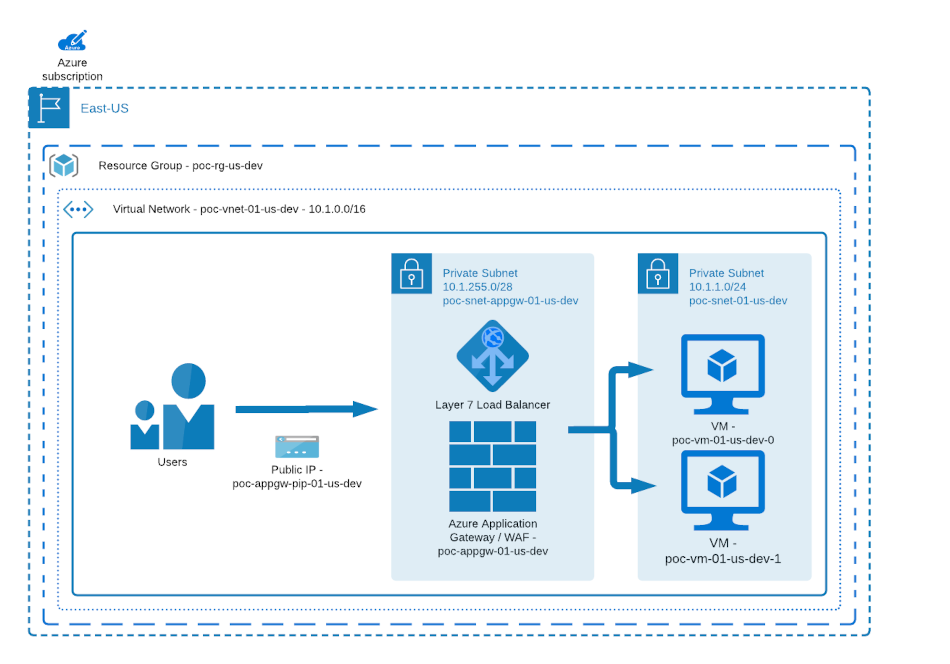 Azure
Azure
subscription
East-US
Resource Group - poc-rg-us-dev
Virtual Network - poc-vnet-01-us-dev - 10.1.0.0/16
Private Subnet
10.1.255.0/28
poc-snet-appgw-01-us-dev
Private Subnet
10.1.1.0/24
poc-snet-01-us-dev
Layer 7 Load Balancer
Users
Public IP -
poc-appgw-pip-01-us-dev
Azure Application
Gateway / WAF -
poc-appgw-01-us-dev
VM -
poc-vm-01-us-dev-0
VM -
poc-vm-01-us-dev-1